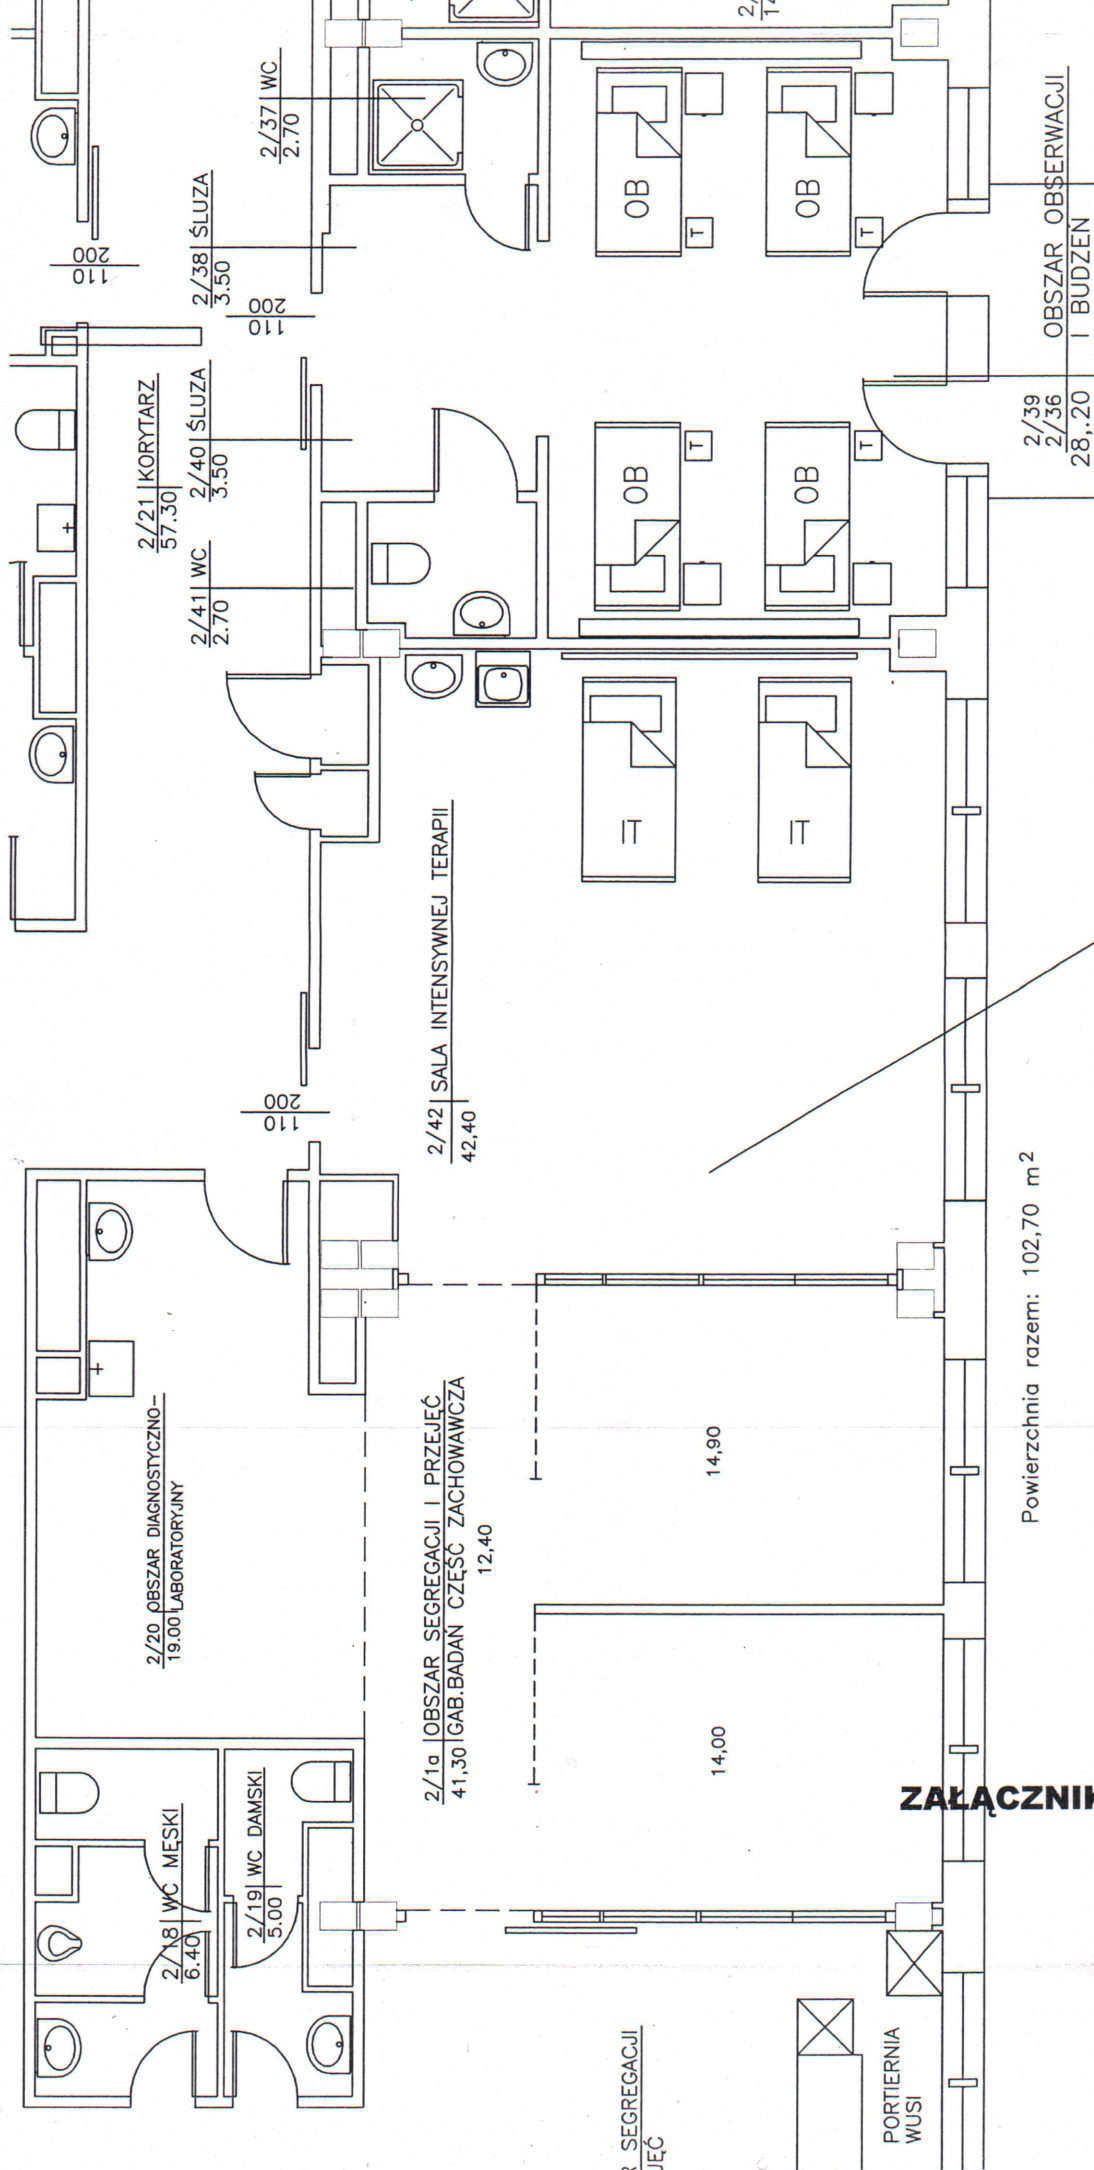 2/
14
2/37 WC
2.70
2/38 ŚLUZA
3.50
110
200
110
200
OB
OB
T
T
OBSZAR OBSERWACJI
I BUDZEŃ
2/39
2/36
28,.20
2/21 KORYTARZ
57.30
2/40 ŚLUZA
3.50
2/41 WC
2.70
OB
OB
T
T
IT
IT
2/42 SALA INTENSYWNEJ TERAPII
42,40
110
200
2/20 OBSZAR DIAGNOSTYCZNO-
19.00 LABORATORYJNY
2/1a OBSZAR SEGREGACJI I PRZEJĘĆ
41,30 GAB.BADAŃ CZĘŚĆ ZACHOWAWCZA
12,40
14,90
14,00
Powierzchnia razem: 102,70 m²
ZAŁĄCZNIK
2/18 WC MĘSKI
6.40
2/19 WC DAMSKI
5.00
R SEGREGACJI
JĘĆ
PORTIERNIA
WUSI